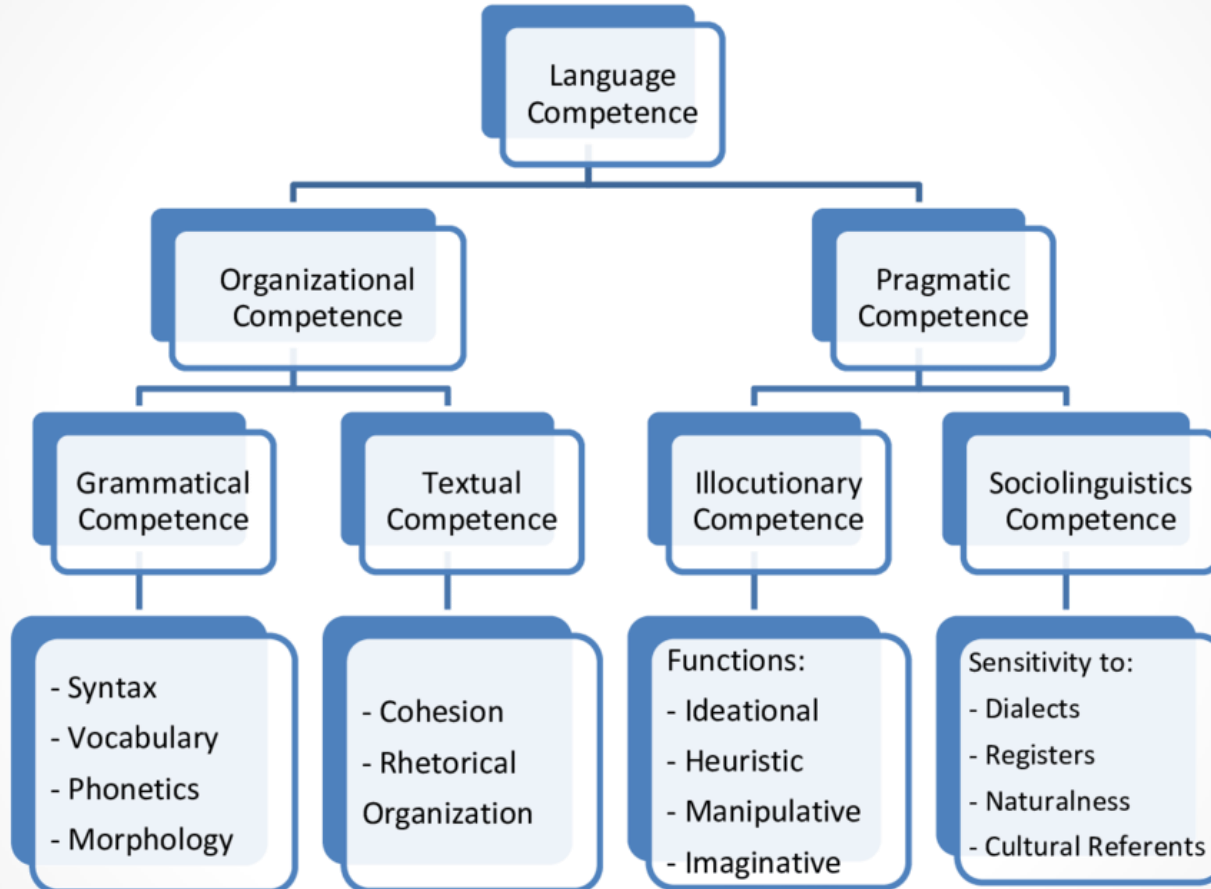 Language
Competence
Organizational
Competence
Pragmatic
Competence
Grammatical
Competence
Textual
Competence
Illocutionary
Competence
Sociolinguistics
Competence
- Syntax
- Vocabulary
- Phonetics
- Morphology
- Cohesion
- Rhetorical
Organization
Functions:
- Ideational
- Heuristic
- Manipulative
- Imaginative
Sensitivity to:
- Dialects
- Registers
- Naturalness
- Cultural Referents